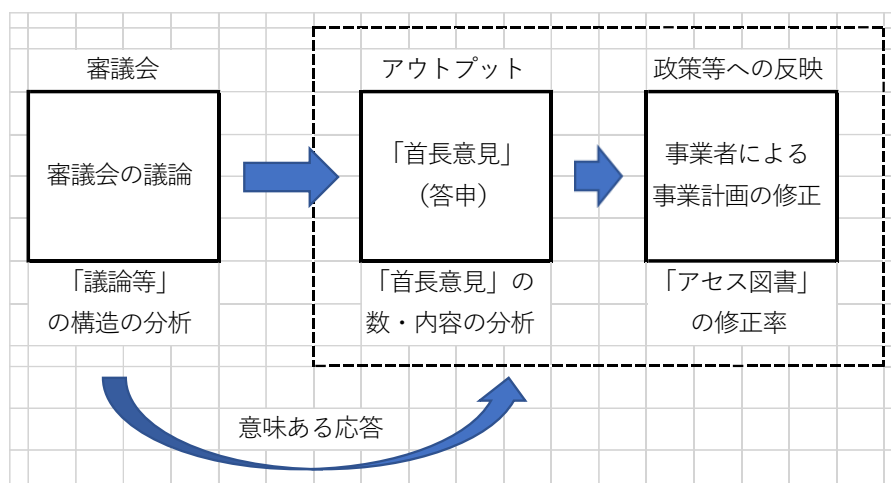 審議会
審議会の議論
「議論等」
の構造の分析
アウトプット
「首長意見」
（答申）
「首長意見」の
数・内容の分析
政策等への反映
事業者による
事業計画の修正
「アセス図書」
の修正率
意味ある応答